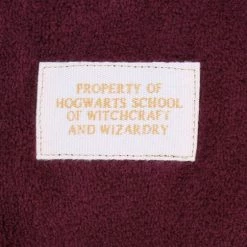 PROPERTY OF
HOGWARTS SCHOOL
OF WITCHCRAFT
AND WIZARDRY